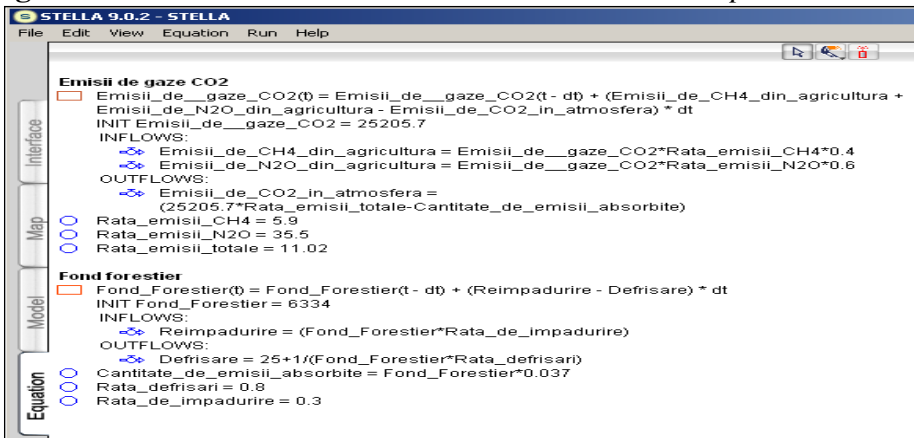 STELLA 9.0.2 - STELLA
File Edit View Equation Run Help
Interface
Map
Model
Equation
Emisii de gaze CO2
Emisii_de__gaze_CO2(t) = Emisii_de__gaze_CO2(t - dt) + (Emisii_de_CH4_din_agricultura +
Emisii_de_N2O_din_agricultura - Emisii_de_CO2_in_atmosfera) * dt
INIT Emisii_de__gaze_CO2 = 25205.7
INFLOWS:
Emisii_de_CH4_din_agricultura = Emisii_de__gaze_CO2*Rata_emisii_CH4*0.4
Emisii_de_N2O_din_agricultura = Emisii_de__gaze_CO2*Rata_emisii_N2O*0.6
OUTFLOWS:
Emisii_de_CO2_in_atmosfera =
(25205.7*Rata_emisii_totale-Cantitate_de_emisii_absorbite)
Rata_emisii_CH4 = 5.9
Rata_emisii_N2O = 35.5
Rata_emisii_totale = 11.02
Fond forestier
Fond_Forestier(t) = Fond_Forestier(t - dt) + (Reimpadurire - Defrisare) * dt
INIT Fond_Forestier = 6334
INFLOWS:
Reimpadurire = (Fond_Forestier*Rata_de_impadurire)
OUTFLOWS:
Defrisare = 25+1/(Fond_Forestier*Rata_defrisari)
Cantitate_de_emisii_absorbite = Fond_Forestier*0.037
Rata_defrisari = 0.8
Rata_de_impadurire = 0.3